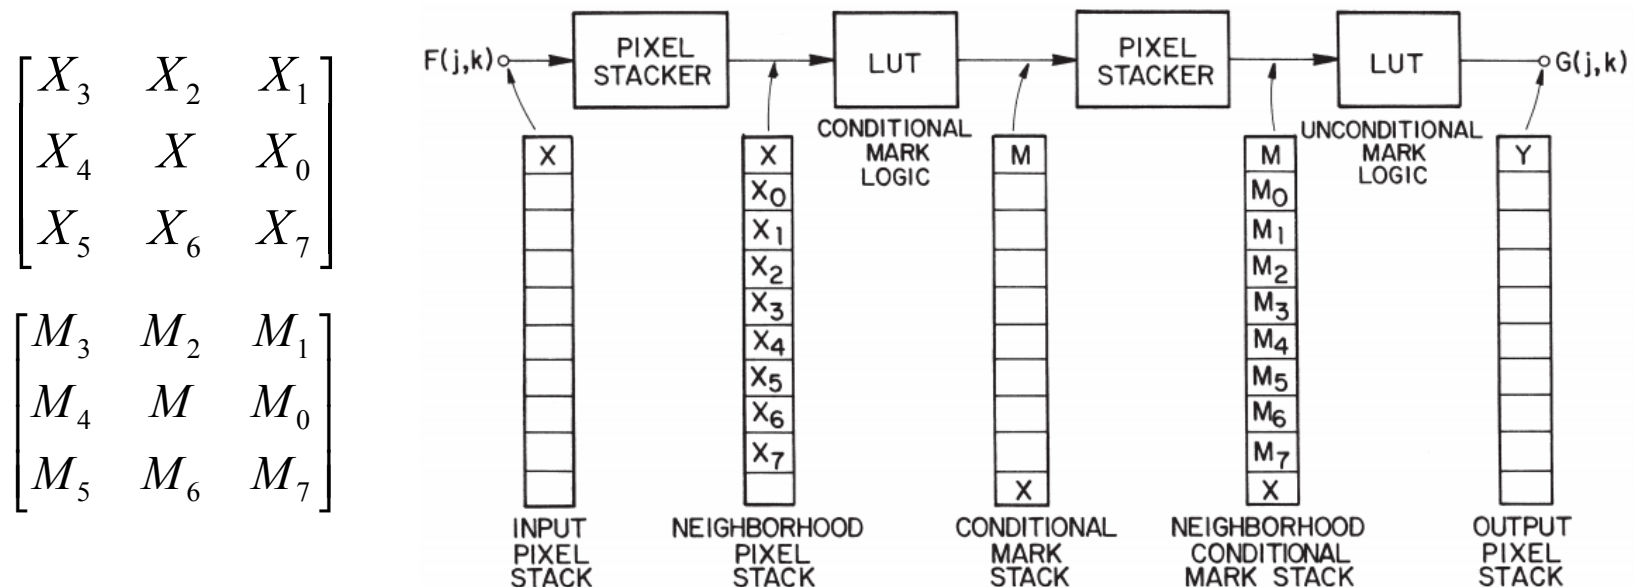 X₃ X₂ X₁
X₄ X X₀
X₅ X₆ X₇
M₃ M₂ M₁
M₄ M M₀
M₅ M₆ M₇
F(j,k)
PIXEL
STACKER
LUT
PIXEL
STACKER
LUT
G(j,k)
CONDITIONAL
MARK
LOGIC
UNCONDITIONAL
MARK
LOGIC
X
X
X₀
X₁
X₂
X₃
X₄
X₅
X₆
X₇
M
X
M
M₀
M₁
M₂
M₃
M₄
M₅
M₆
M₇
X
Y
INPUT
PIXEL
STACK
NEIGHBORHOOD
PIXEL
STACK
CONDITIONAL
MARK
STACK
NEIGHBORHOOD
CONDITIONAL
MARK STACK
OUTPUT
PIXEL
STACK